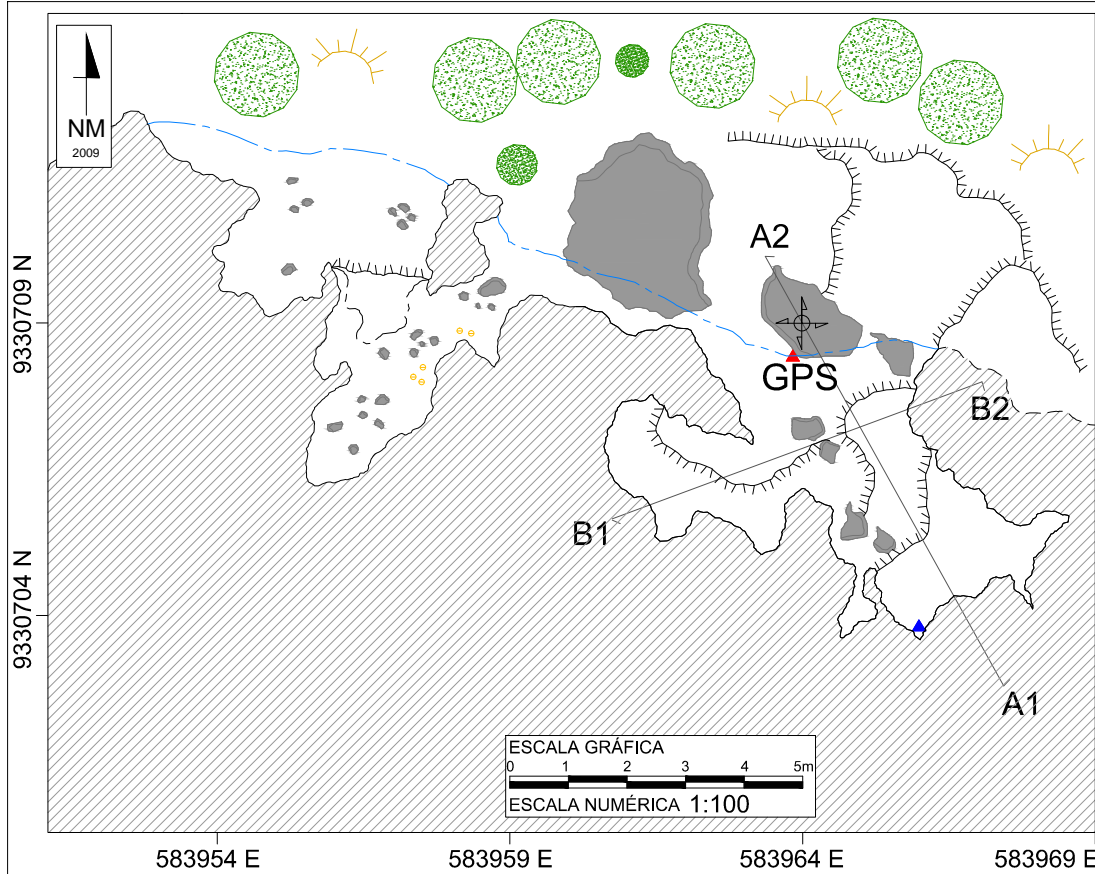 NM
2009
A2
9330709 N
GPS
B2
B1
9330704 N
A1
ESCALA GRÁFICA
0 1 2 3 4 5m
ESCALA NUMÉRICA 1:100
583954 E 583959 E 583964 E 583969 E